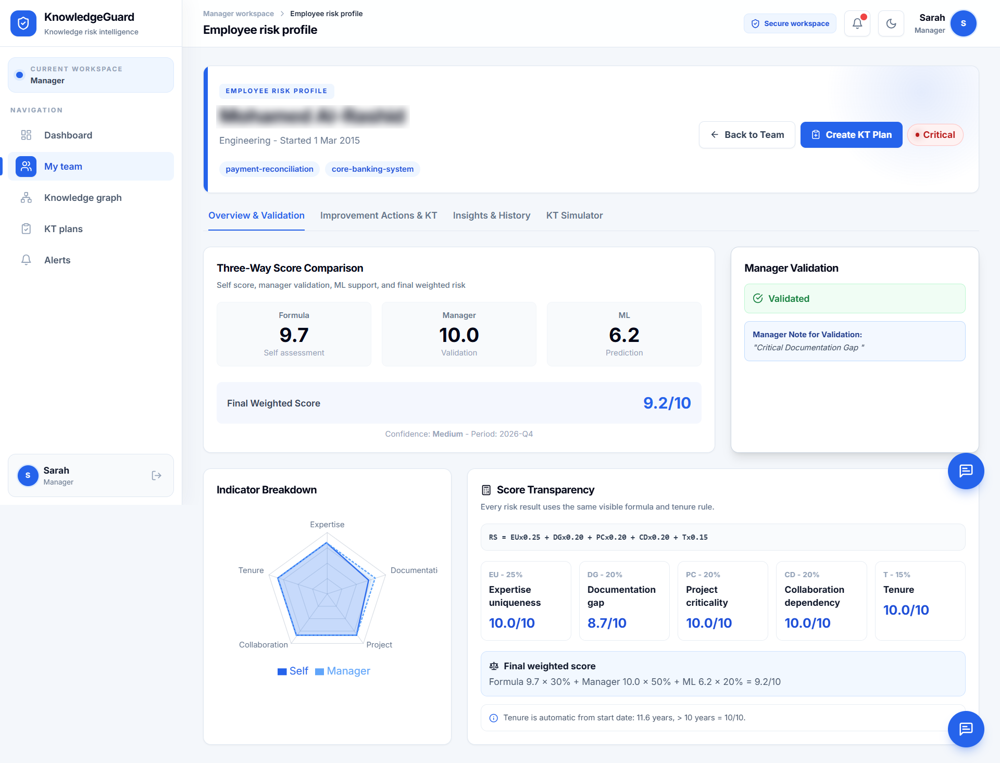 KnowledgeGuard
Knowledge risk intelligence
CURRENT WORKSPACE
Manager
NAVIGATION
Dashboard
My team
Knowledge graph
KT plans
Alerts
S
Sarah
Manager
Manager workspace > Employee risk profile
Employee risk profile
Secure workspace
Sarah
Manager
S
EMPLOYEE RISK PROFILE
Engineering - Started 1 Mar 2015
payment-reconciliation
core-banking-system
Back to Team
Create KT Plan
Critical
Overview & Validation
Improvement Actions & KT
Insights & History
KT Simulator
Three-Way Score Comparison
Self score, manager validation, ML support, and final weighted risk
Formula
9.7
Self assessment
Manager
10.0
Validation
ML
6.2
Prediction
Final Weighted Score
9.2/10
Confidence: Medium - Period: 2026-Q4
Manager Validation
Validated
Manager Note for Validation:
"Critical Documentation Gap "
Indicator Breakdown
Expertise
Tenure
Documentati
Collaboration
Project
Self
Manager
Score Transparency
Every risk result uses the same visible formula and tenure rule.
RS = EUx0.25 + DGx0.20 + PCx0.20 + CDx0.20 + Tx0.15
EU - 25%
Expertise
uniqueness
10.0/10
DG - 20%
Documentation
gap
8.7/10
PC - 20%
Project
criticality
10.0/10
CD - 20%
Collaboration
dependency
10.0/10
T - 15%
Tenure
10.0/10
Final weighted score
Formula 9.7 × 30% + Manager 10.0 × 50% + ML 6.2 × 20% = 9.2/10
Tenure is automatic from start date: 11.6 years, > 10 years = 10/10.